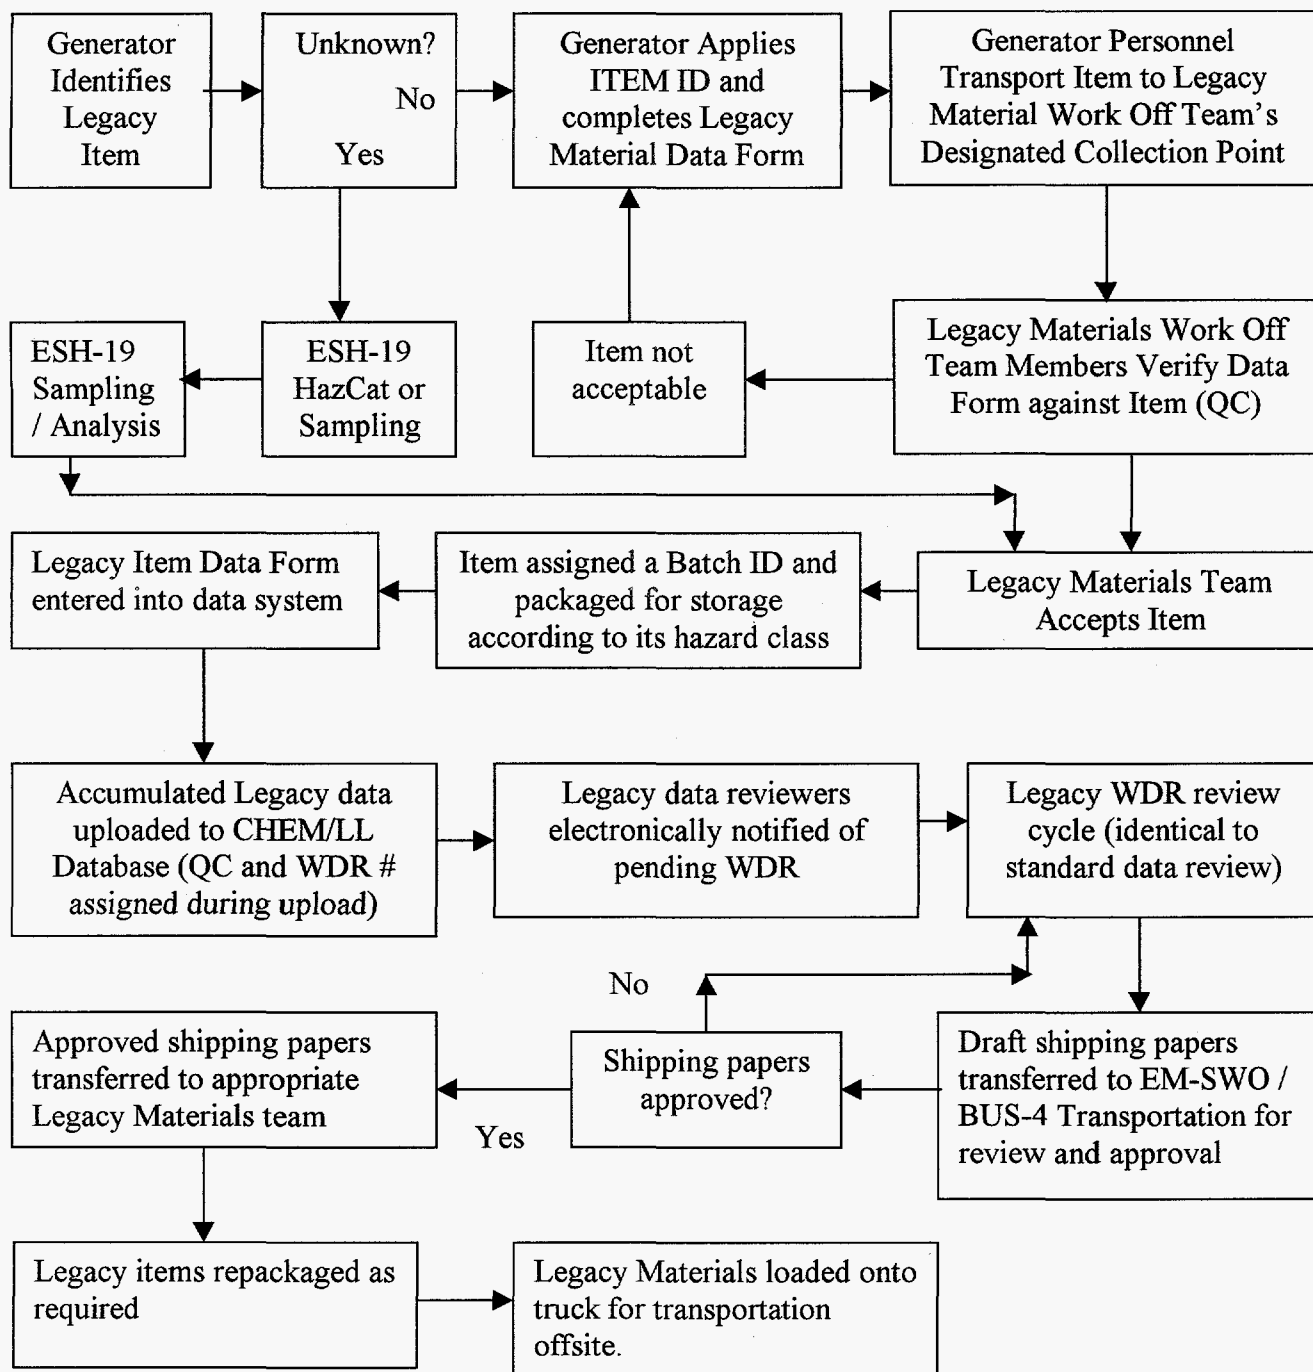 Generator
Identifies
Legacy
Item
Unknown?
No
Yes
Generator Applies
ITEM ID and
completes Legacy
Material Data Form
Generator Personnel
Transport Item to Legacy
Material Work Off Team's
Designated Collection Point
ESH-19
Sampling
/ Analysis
ESH-19
HazCat or
Sampling
Item not
acceptable
Legacy Materials Work Off
Team Members Verify Data
Form against Item (QC)
Legacy Item Data Form
entered into data system
Item assigned a Batch ID and
packaged for storage
according to its hazard class
Legacy Materials Team
Accepts Item
Accumulated Legacy data
uploaded to CHEM/LL
Database (QC and WDR #
assigned during upload)
Legacy data reviewers
electronically notified of
pending WDR
Legacy WDR review
cycle (identical to
standard data review)
No
Approved shipping papers
transferred to appropriate
Legacy Materials team
Yes
Shipping papers
approved?
Draft shipping papers
transferred to EM-SWO /
BUS-4 Transportation for
review and approval
Legacy items repackaged as
required
Legacy Materials loaded onto
truck for transportation
offsite.